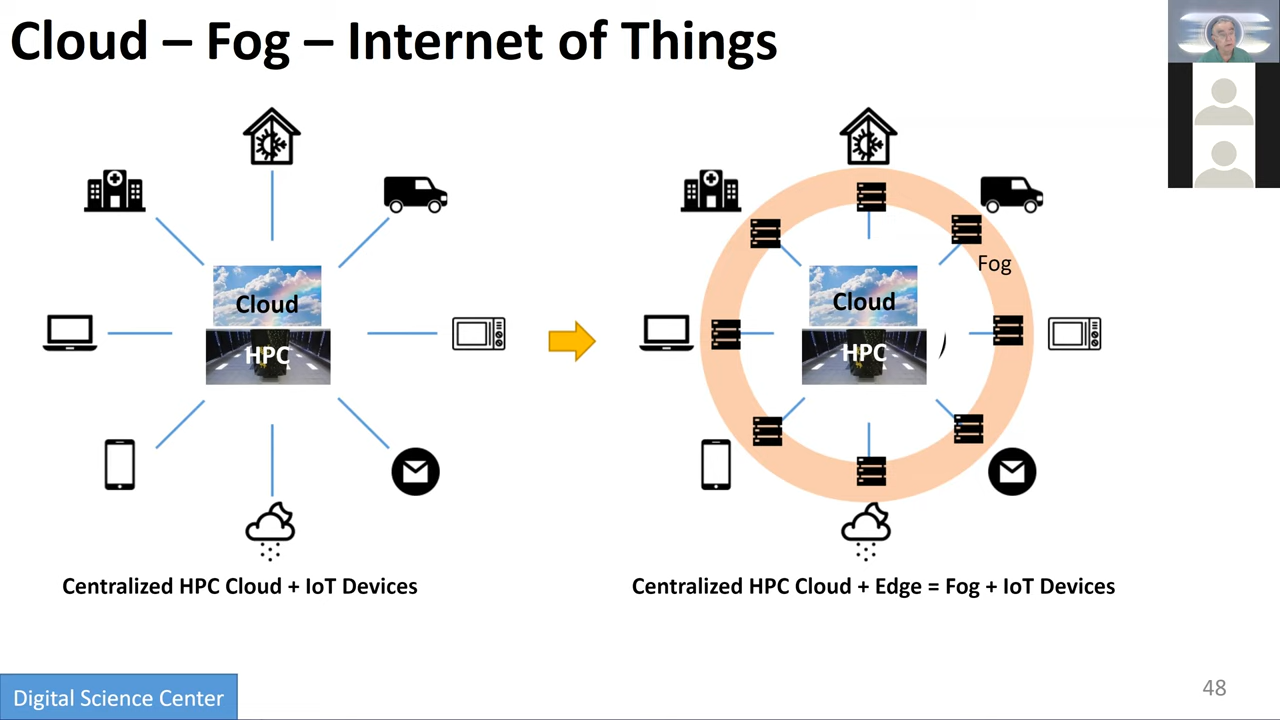 Cloud – Fog – Internet of Things
Cloud
HPC
Cloud
HPC
Fog
Centralized HPC Cloud + IoT Devices
Centralized HPC Cloud + Edge = Fog + IoT Devices
Digital Science Center
48